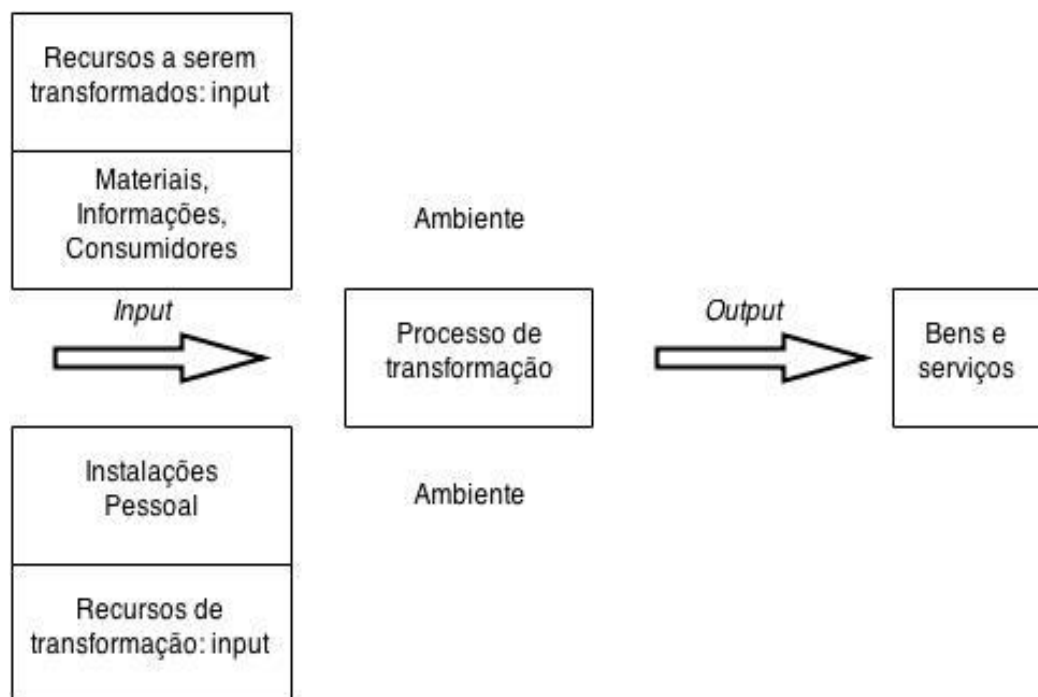 Recursos a serem
transformados: input
Materiais,
Informações,
Consumidores
Ambiente
Input
Processo de
transformação
Output
Bens e
serviços
Instalações
Pessoal
Ambiente
Recursos de
transformação: input